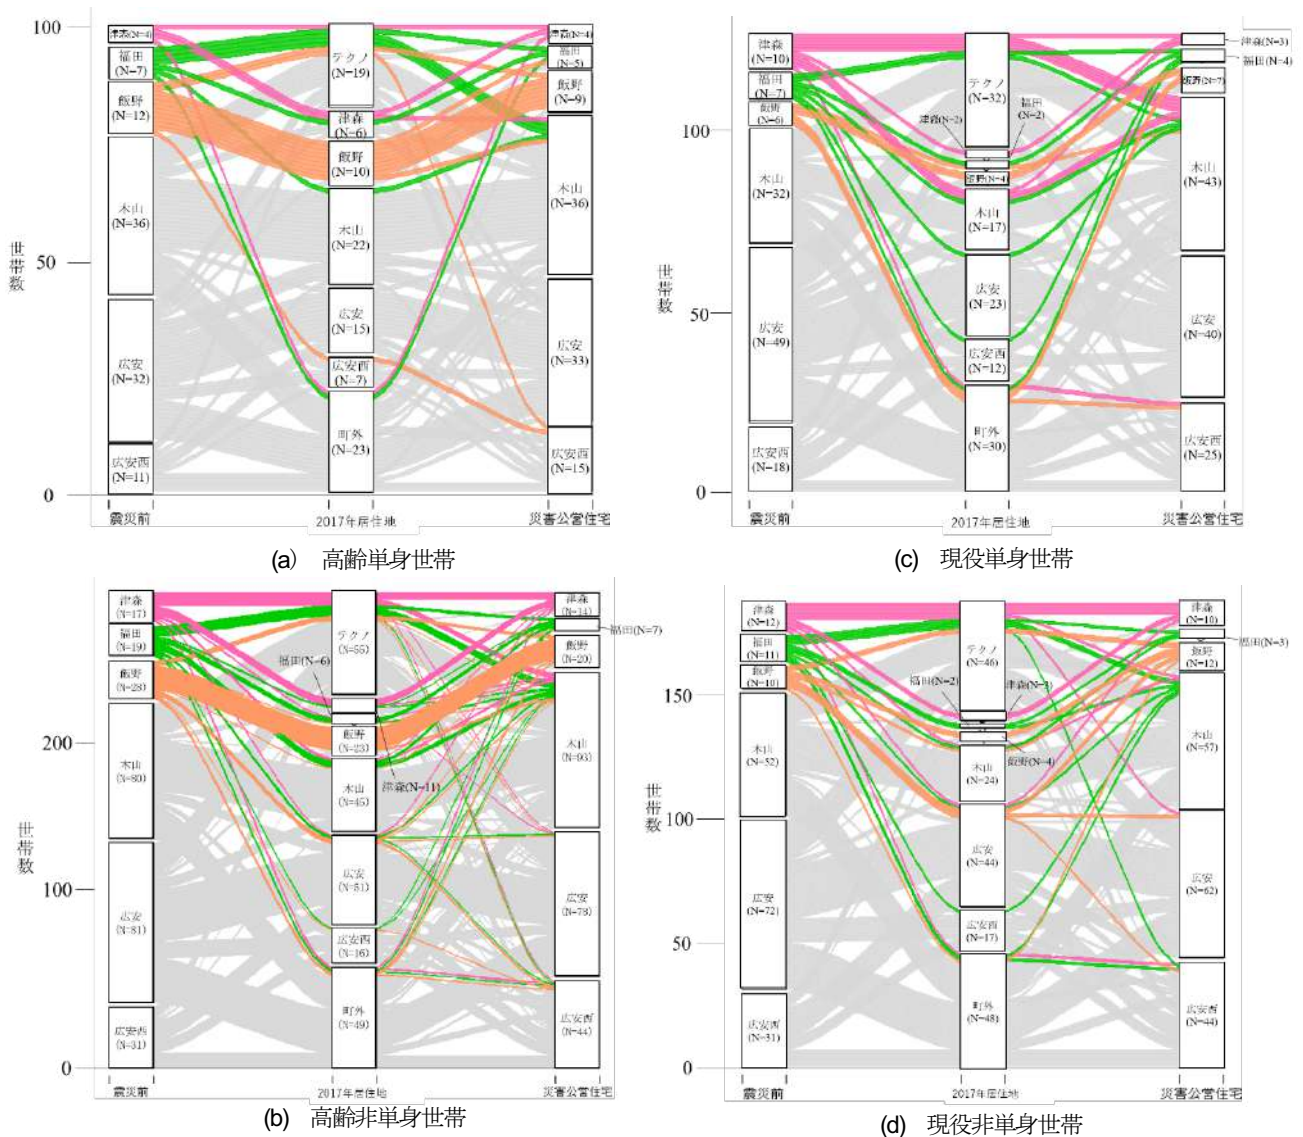 100
50
0
世帯数
津森(N=4)
福田
(N=7)
飯野
(N=12)
木山
(N=36)
広安
(N=32)
広安西
(N=11)
テクノ
(N=19)
津森
(N=6)
飯野
(N=10)
木山
(N=22)
広安
(N=15)
広安西
(N=7)
町外
(N=23)
津森(N=4)
福田
(N=5)
飯野
(N=9)
木山
(N=36)
広安
(N=33)
広安西
(N=15)
震災前
2017年居住地
災害公営住宅
(a) 高齢単身世帯
100
50
0
世帯数
津森
(N=10)
福田
(N=7)
飯野
(N=6)
木山
(N=32)
広安
(N=49)
広安西
(N=18)
テクノ
(N=32)
津森(N=2)
福田
(N=2)
飯野(N=4)
木山
(N=17)
広安
(N=23)
広安西
(N=12)
町外
(N=30)
津森(N=3)
福田(N=4)
飯野(N=7)
木山
(N=43)
広安
(N=40)
広安西
(N=25)
震災前
2017年居住地
災害公営住宅
(c) 現役単身世帯
200
100
0
世帯数
津森
(N=17)
福田
(N=19)
飯野
(N=28)
木山
(N=80)
広安
(N=81)
広安西
(N=31)
テクノ
(N=55)
福田(N=6)
飯野
(N=23)
津森(N=11)
木山
(N=45)
広安
(N=51)
広安西
(N=16)
町外
(N=49)
津森
(N=14)
福田(N=7)
飯野
(N=20)
木山
(N=93)
広安
(N=78)
広安西
(N=44)
震災前
2017年居住地
災害公営住宅
(b) 高齢非単身世帯
150
100
50
0
世帯数
津森
(N=12)
福田
(N=11)
飯野
(N=10)
木山
(N=52)
広安
(N=72)
広安西
(N=31)
テクノ
(N=46)
福田(N=2)
津森(N=3)
飯野(N=4)
木山
(N=24)
広安
(N=44)
広安西
(N=17)
町外
(N=48)
津森
(N=10)
福田(N=3)
飯野
(N=12)
木山
(N=57)
広安
(N=62)
広安西
(N=44)
震災前
2017年居住地
災害公営住宅
(d) 現役非単身世帯